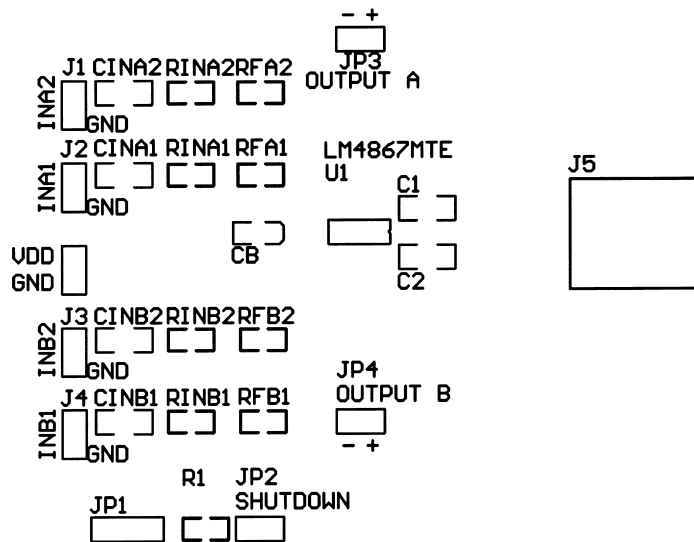 - +
JP3
OUTPUT A
J1 CINA2 RINA2 RFA2
INA2
GND
J2 CINA1 RINA1 RFA1
INA1
GND
LM4867MTE
U1
C1
J5
CB
C2
VDD
GND
J3 CINB2 RINB2 RFB2
INB2
GND
JP4
OUTPUT B
- +
J4 CINB1 RINB1 RFB1
INB1
GND
R1
JP2
SHUTDOWN
JP1